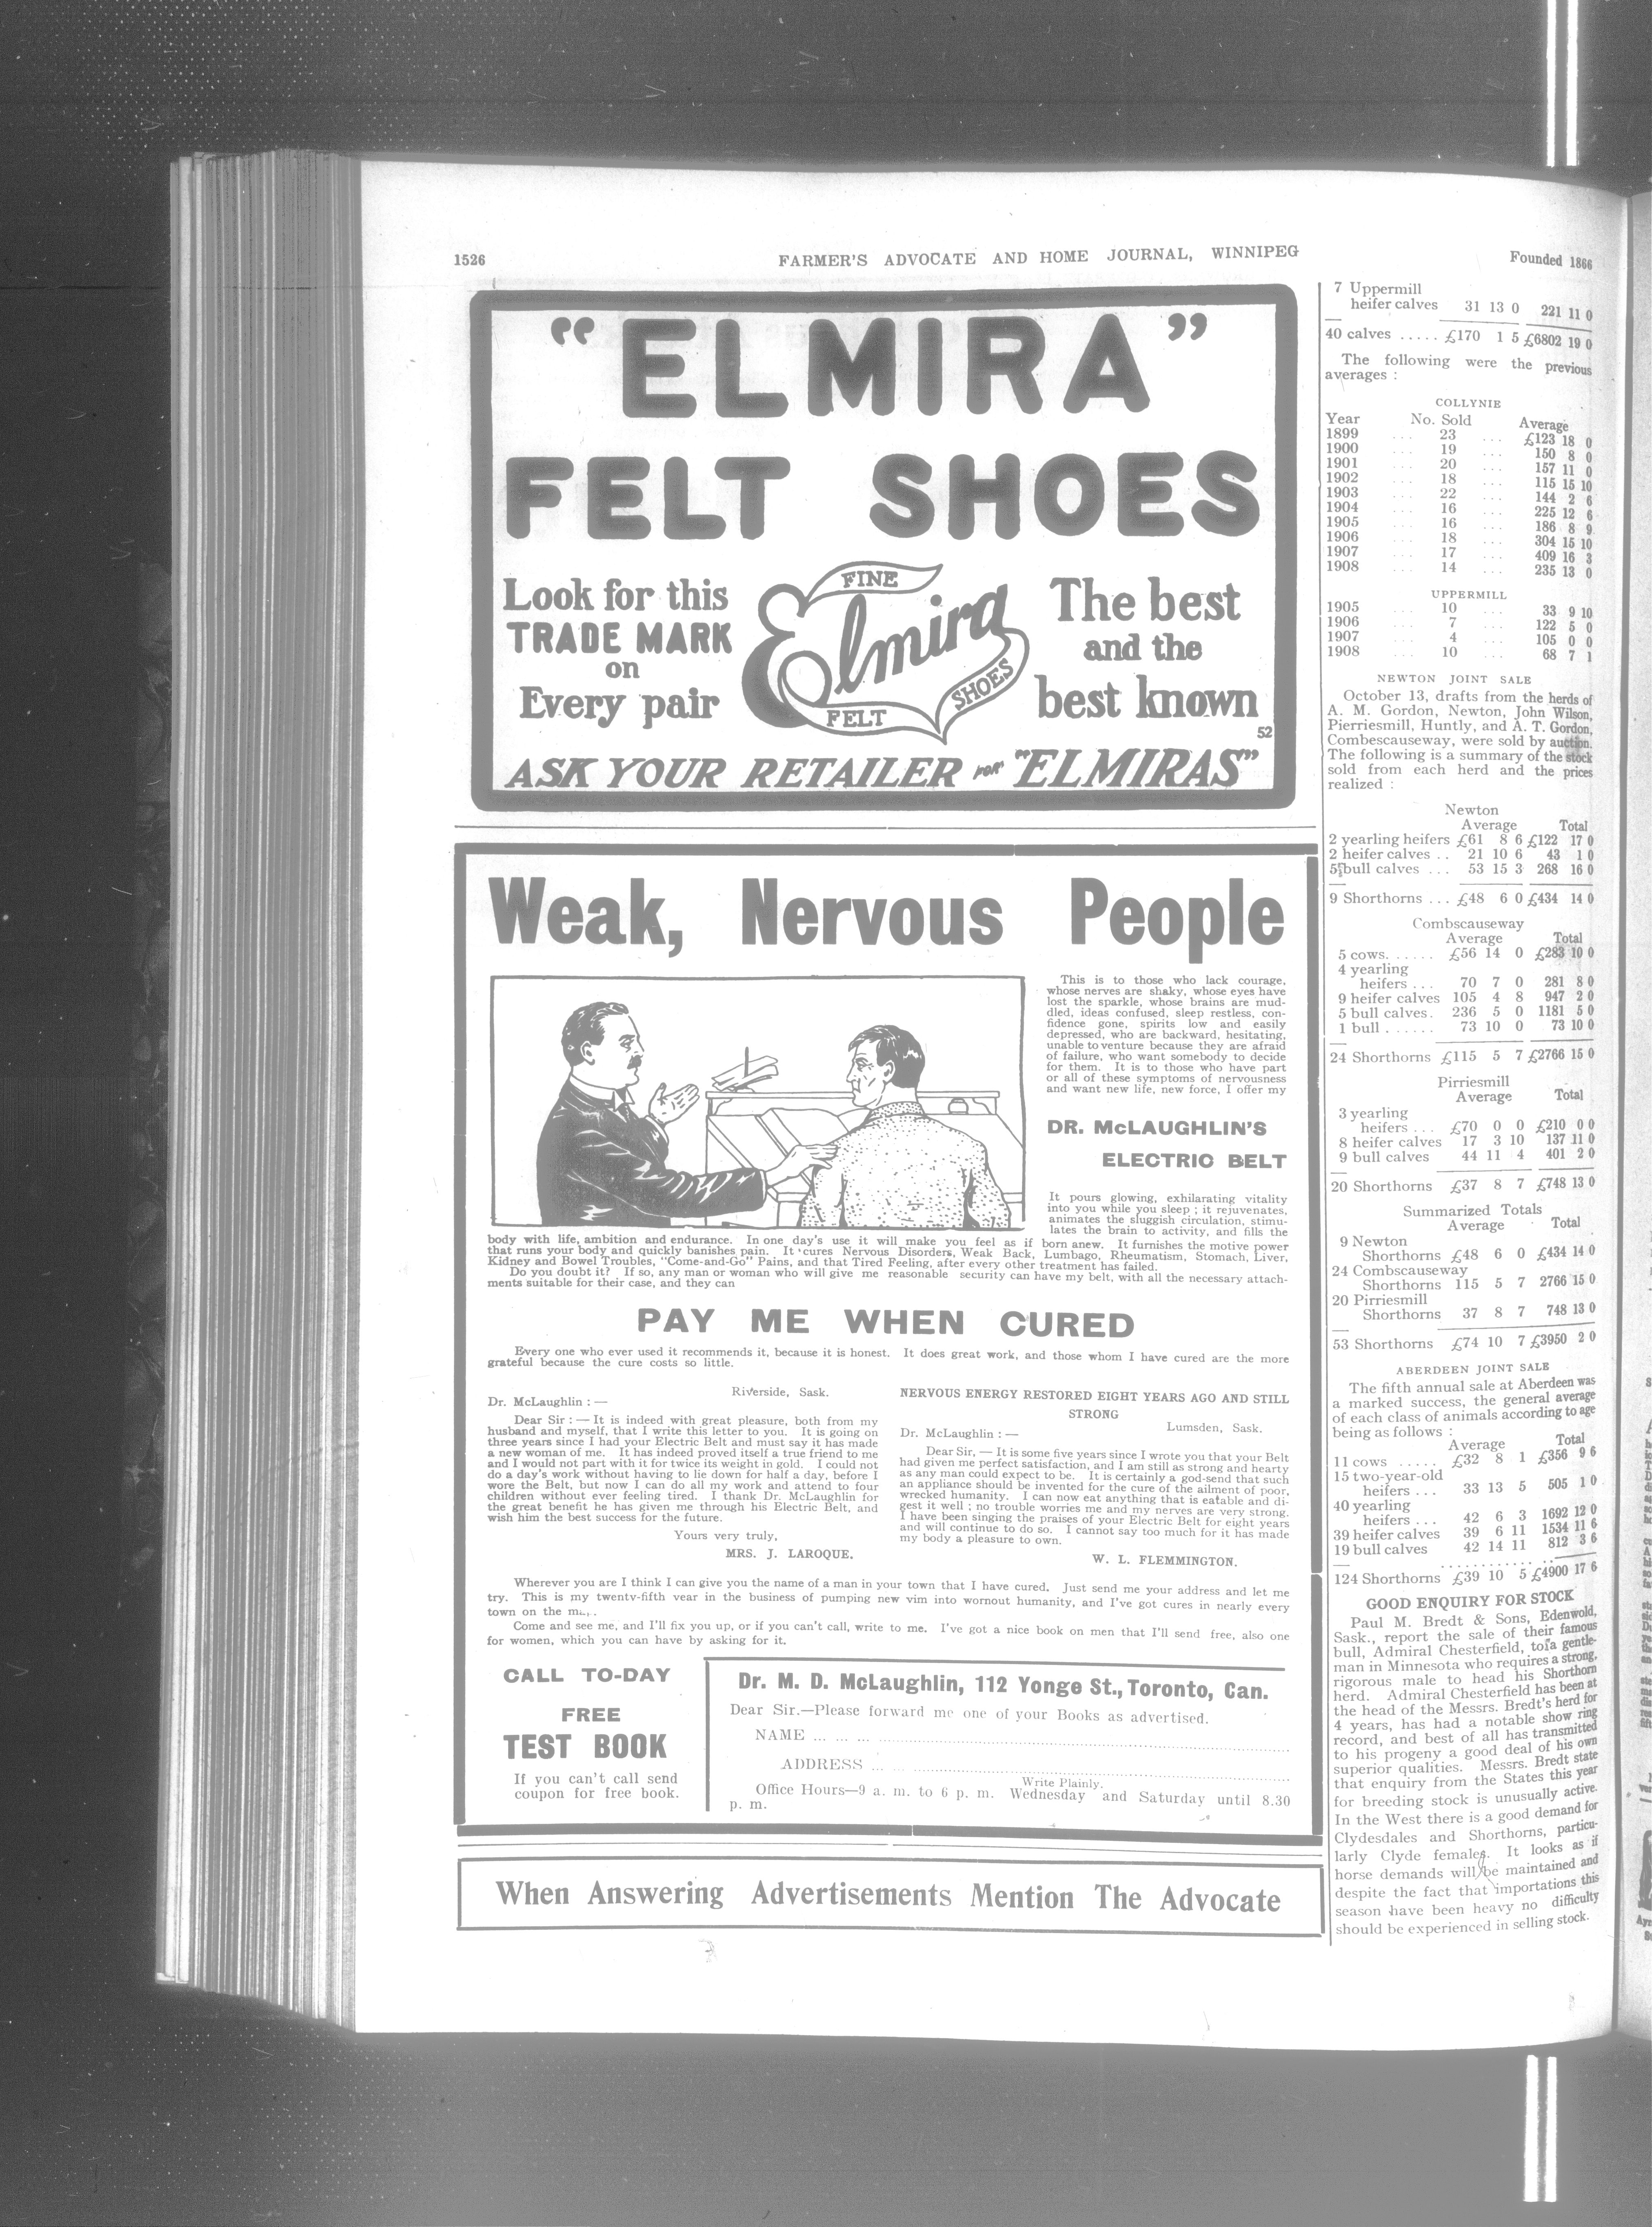 1526 FARMER'S ADVOCATE AND HOME JOURNAL, WINNIPEG Founded 1866
"ELMIRA"
FELT SHOES
Look for this
TRADE MARK
on
Every pair
FINE
Elmira
FELT SHOES
The best
and the
best known
52
ASK YOUR RETAILER FOR "ELMIRAS"
Weak, Nervous People
This is to those who lack courage,
whose nerves are shaky, whose eyes have
lost the sparkle, whose brains are mud-
dled, ideas confused, sleep restless, con-
fidence gone, spirits low and easily
depressed, who are backward, hesitating,
unable to venture because they are afraid
of failure, who want somebody to decide
for them. It is to those who have part
or all of these symptoms of nervousness
and want new life, new force, I offer my
DR. McLAUGHLIN'S
ELECTRIC BELT
It pours glowing, exhilarating vitality
into you while you sleep ; it rejuvenates,
animates the sluggish circulation, stimu-
lates the brain to activity, and fills the
body with life, ambition and endurance. In one day's use it will make you feel as if born anew. It furnishes the motive power
that runs your body and quickly banishes pain. It cures Nervous Disorders, Weak Back, Lumbago, Rheumatism, Stomach, Liver,
Kidney and Bowel Troubles, "Come-and-Go" Pains, and that Tired Feeling, after every other treatment has failed.
Do you doubt it? If so, any man or woman who will give me reasonable security can have my belt, with all the necessary attach-
ments suitable for their case, and they can
PAY ME WHEN CURED
Every one who ever used it recommends it, because it is honest. It does great work, and those whom I have cured are the more
grateful because the cure costs so little.
Riverside, Sask.
Dr. McLaughlin : —
Dear Sir : — It is indeed with great pleasure, both from my
husband and myself, that I write this letter to you. It is going on
three years since I had your Electric Belt and must say it has made
a new woman of me. It has indeed proved itself a true friend to me
and I would not part with it for twice its weight in gold. I could not
do a day's work without having to lie down for half a day, before I
wore the Belt, but now I can do all my work and attend to four
children without ever feeling tired. I thank Dr. McLaughlin for
the great benefit he has given me through his Electric Belt, and
wish him the best success for the future.
Yours very truly,
MRS. J. LAROQUE.
NERVOUS ENERGY RESTORED EIGHT YEARS AGO AND STILL
STRONG
Lumsden, Sask.
Dr. McLaughlin : —
Dear Sir, — It is some five years since I wrote you that your Belt
had given me perfect satisfaction, and I am still as strong and hearty
as any man could expect to be. It is certainly a god-send that such
an appliance should be invented for the cure of the ailment of poor,
wrecked humanity. I can now eat anything that is eatable and di-
gest it well ; no trouble worries me and my nerves are very strong.
I have been singing the praises of your Electric Belt for eight years
and will continue to do so. I cannot say too much for it has made
my body a pleasure to own.
W. L. FLEMMINGTON.
Wherever you are I think I can give you the name of a man in your town that I have cured. Just send me your address and let me
try. This is my twenty-fifth year in the business of pumping new vim into wornout humanity, and I've got cures in nearly every
town on the
Come and see me, and I'll fix you up, or if you can't call, write to me. I've got a nice book on men that I'll send free, also one
for women, which you can have by asking for it.
CALL TO-DAY
FREE
TEST BOOK
If you can't call send
coupon for free book.
Dr. M. D. McLaughlin, 112 Yonge St., Toronto, Can.
Dear Sir.—Please forward me one of your Books as advertised.
NAME ... ... ...
ADDRESS ... ...
Write Plainly.
Office Hours—9 a. m. to 6 p. m. Wednesday and Saturday until 8.30
p. m.
When Answering Advertisements Mention The Advocate
7 Uppermill
heifer calves 31 13 0 221 11 0
40 calves ..... £170 1 5 £6802 19 0
The following were the previous
averages :
COLLYNIE
Year No. Sold Average
1899 ... 23 ... £123 18 0
1900 ... 19 ... 150 8 0
1901 ... 20 ... 157 11 0
1902 ... 18 ... 115 15 10
1903 ... 22 ... 144 2 6
1904 ... 16 ... 225 12 6
1905 ... 16 ... 186 8 9
1906 ... 18 ... 304 15 10
1907 ... 17 ... 409 16 3
1908 ... 14 ... 235 13 0
UPPERMILL
1905 ... 10 ... 33 9 10
1906 ... 7 ... 122 5 0
1907 ... 4 ... 105 0 0
1908 ... 10 ... 68 7 1
NEWTON JOINT SALE
October 13, drafts from the herds of
A. M. Gordon, Newton, John Wilson,
Pierriesmill, Huntly, and A. T. Gordon,
Combescauseway, were sold by auction.
The following is a summary of the stock
sold from each herd and the prices
realized :
Newton
Average Total
2 yearling heifers £61 8 6 £122 17 0
2 heifer calves .. 21 10 6 43 1 0
5 bull calves ... 53 15 3 268 16 0
9 Shorthorns ... £48 6 0 £434 14 0
Combscauseway
Average Total
5 cows. ..... £56 14 0 £283 10 0
4 yearling
heifers ... 70 7 0 281 8 0
9 heifer calves 105 4 8 947 2 0
5 bull calves. 236 5 0 1181 5 0
1 bull ...... 73 10 0 73 10 0
24 Shorthorns £115 5 7 £2766 15 0
Pirriesmill
Average Total
3 yearling
heifers ... £70 0 0 £210 0 0
8 heifer calves 17 3 10 137 11 0
9 bull calves 44 11 4 401 2 0
20 Shorthorns £37 8 7 £748 13 0
Summarized Totals
Average Total
9 Newton
Shorthorns £48 6 0 £434 14 0
24 Combscauseway
Shorthorns 115 5 7 2766 15 0
20 Pirriesmill
Shorthorns 37 8 7 748 13 0
53 Shorthorns £74 10 7 £3950 2 0
ABERDEEN JOINT SALE
The fifth annual sale at Aberdeen was
a marked success, the general average
of each class of animals according to age
being as follows :
Average Total
11 cows ..... £32 8 1 £356 9 6
15 two-year-old
heifers ... 33 13 5 505 1 0
40 yearling
heifers ... 42 6 3 1692 12 0
39 heifer calves 39 6 11 1534 11 6
19 bull calves 42 14 11 812 3 6
124 Shorthorns £39 10 5 £4900 17 6
GOOD ENQUIRY FOR STOCK
Paul M. Bredt & Sons, Edenwold,
Sask., report the sale of their famous
bull, Admiral Chesterfield, to a gentle-
man in Minnesota who requires a strong,
rigorous male to head his Shorthorn
herd. Admiral Chesterfield has been at
the head of the Messrs. Bredt's herd for
4 years, has had a notable show ring
record, and best of all has transmitted
to his progeny a good deal of his own
superior qualities. Messrs. Bredt state
that enquiry from the States this year
for breeding stock is unusually active.
In the West there is a good demand for
Clydesdales and Shorthorns, particu-
larly Clyde females. It looks as if
horse demands will be maintained and
despite the fact that importations this
season have been heavy no difficulty
should be experienced in selling stock.